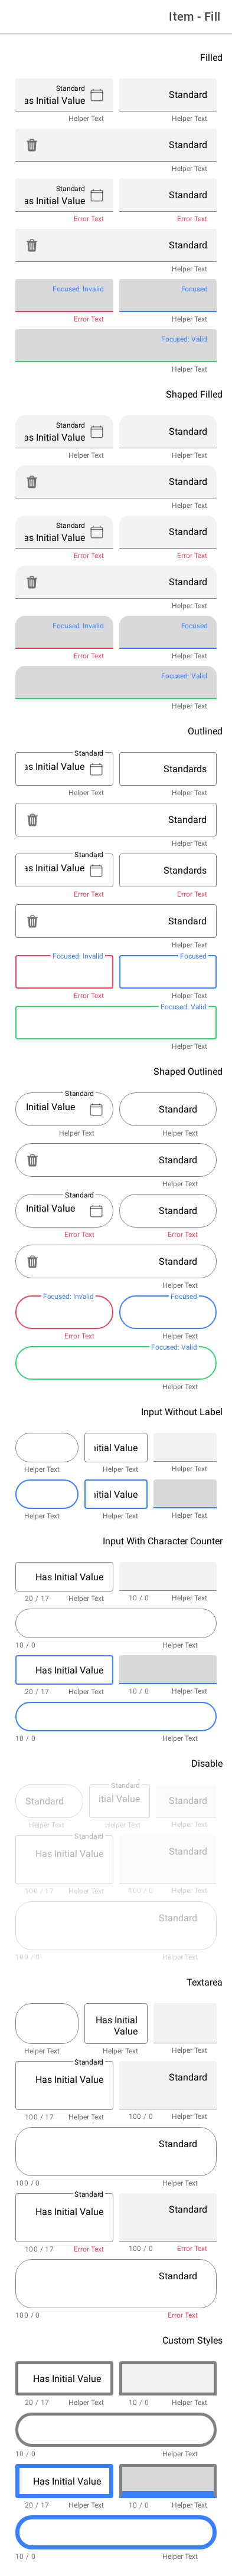 Item - Fill
Filled
Standard
Standard
as Initial Value
Helper Text
Helper Text
Standard
Helper Text
Standard
Standard
as Initial Value
Error Text
Error Text
Standard
Helper Text
Focused
Focused: Invalid
Helper Text
Error Text
Focused: Valid
Helper Text
Shaped Filled
Standard
Standard
as Initial Value
Helper Text
Helper Text
Standard
Helper Text
Standard
Standard
as Initial Value
Error Text
Error Text
Standard
Helper Text
Focused
Focused: Invalid
Helper Text
Error Text
Focused: Valid
Helper Text
Outlined
Standards
Standard
as Initial Value
Helper Text
Helper Text
Standard
Helper Text
Standards
Standard
as Initial Value
Error Text
Error Text
Standard
Helper Text
Focused
Focused: Invalid
Helper Text
Error Text
Focused: Valid
Helper Text
Shaped Outlined
Standard
Standard
Initial Value
Helper Text
Helper Text
Standard
Helper Text
Standard
Standard
Initial Value
Error Text
Error Text
Standard
Helper Text
Focused
Focused: Invalid
Helper Text
Error Text
Focused: Valid
Helper Text
Input Without Label
nitial Value
Helper Text
Helper Text
Helper Text
nitial Value
Helper Text
Helper Text
Helper Text
Input With Character Counter
Has Initial Value
Helper Text
10 / 0
Helper Text
20 / 17
Helper Text
10 / 0
Has Initial Value
Helper Text
10 / 0
Helper Text
20 / 17
Helper Text
10 / 0
Disable
Standard
Standard
itial Value
Standard
Helper Text
Helper Text
Helper Text
Standard
Standard
Has Initial Value
Helper Text
100 / 0
Helper Text
100 / 17
Standard
Helper Text
100 / 0
Textarea
Has Initial
Value
Helper Text
Helper Text
Helper Text
Standard
Standard
Has Initial Value
Helper Text
100 / 0
Helper Text
100 / 17
Standard
Helper Text
100 / 0
Standard
Standard
Has Initial Value
Error Text
100 / 0
Error Text
100 / 17
Standard
Error Text
100 / 0
Custom Styles
Has Initial Value
Helper Text
10 / 0
Helper Text
20 / 17
Helper Text
10 / 0
Has Initial Value
Helper Text
10 / 0
Helper Text
20 / 17
Helper Text
10 / 0